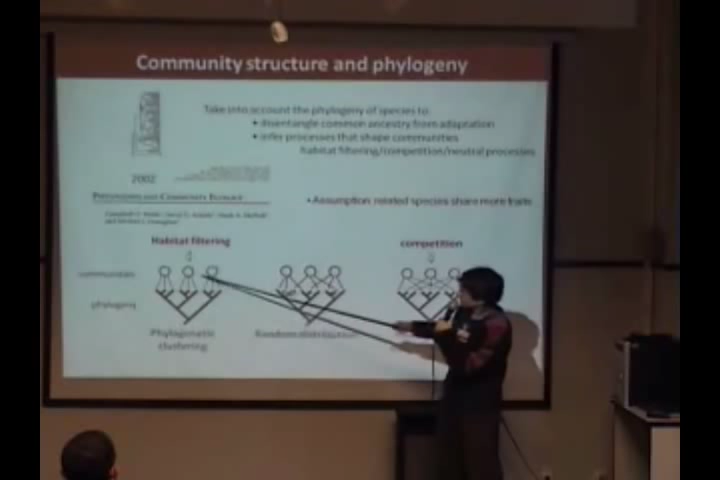 Community structure and phylogeny
Take into account the phylogeny of species to:
• disentangle common ancestry from adaptation
• infer processes that shape communities
habitat filtering/competition/neutral processes
2002
Phylogenies and Community Ecology
• Assumption: related species share more traits
Habitat filtering
competition
communities
phylogeny
Phylogenetic
clustering
Random distribution